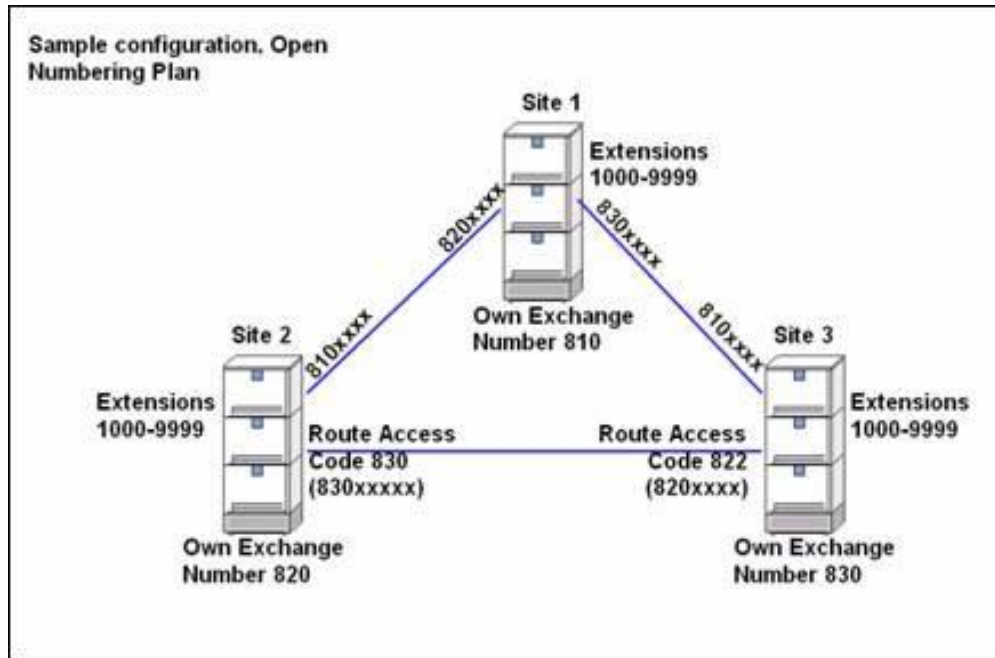 Sample configuration. Open
Numbering Plan
Site 1
Extensions
1000-9999
820xxxx
830xxxx
Own Exchange
Number 810
810xxxx
810xxxx
Site 2
Site 3
Extensions
1000-9999
Extensions
1000-9999
Route Access
Code 830
(830xxxxx)
Route Access
Code 822
(820xxxx)
Own Exchange
Number 820
Own Exchange
Number 830